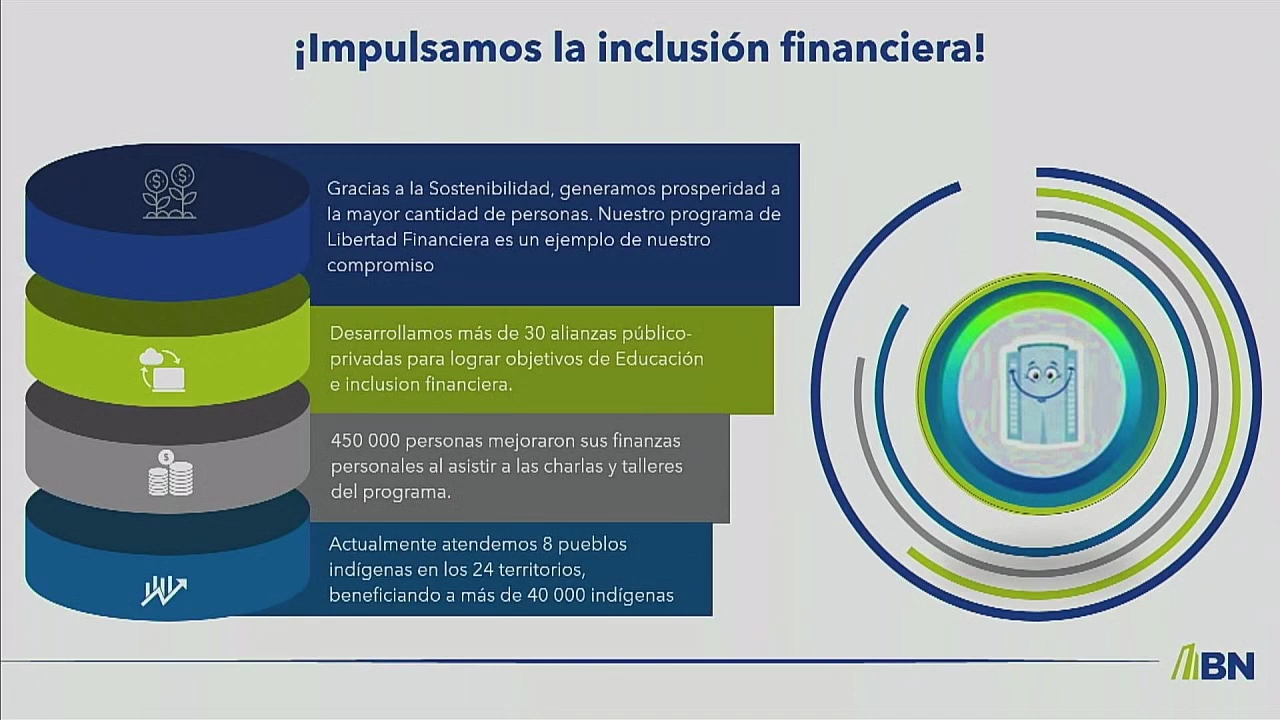 ¡Impulsamos la inclusión financiera!
Gracias a la Sostenibilidad, generamos prosperidad a
la mayor cantidad de personas. Nuestro programa de
Libertad Financiera es un ejemplo de nuestro
compromiso
Desarrollamos más de 30 alianzas público-
privadas para lograr objetivos de Educación
e inclusion financiera.
450 000 personas mejoraron sus finanzas
personales al asistir a las charlas y talleres
del programa.
Actualmente atendemos 8 pueblos
indígenas en los 24 territorios,
beneficiando a más de 40 000 indígenas
BN